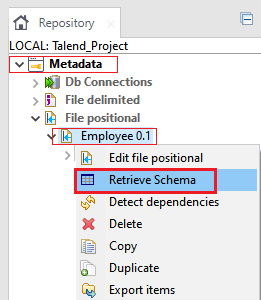 Repository
LOCAL: Talend_Project
Metadata
Db Connections
File delimited
File positional
Employee 0.1
Edit file positional
Retrieve Schema
Detect dependencies
Delete
Copy
Duplicate
Export items